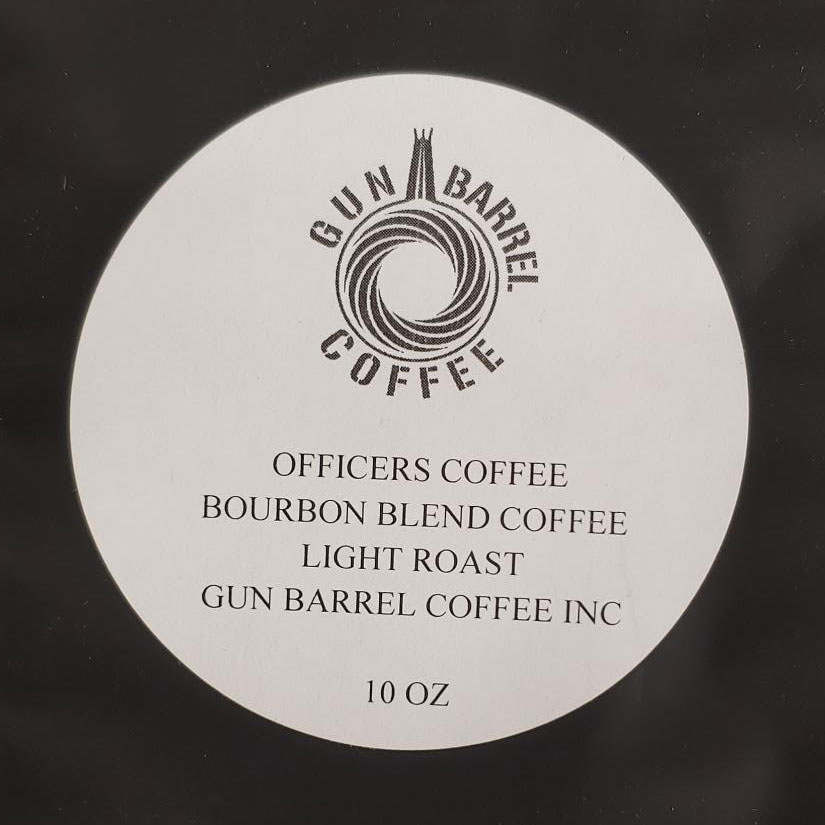 GUN BARREL
COFFEE
OFFICERS COFFEE
BOURBON BLEND COFFEE
LIGHT ROAST
GUN BARREL COFFEE INC
10 OZ